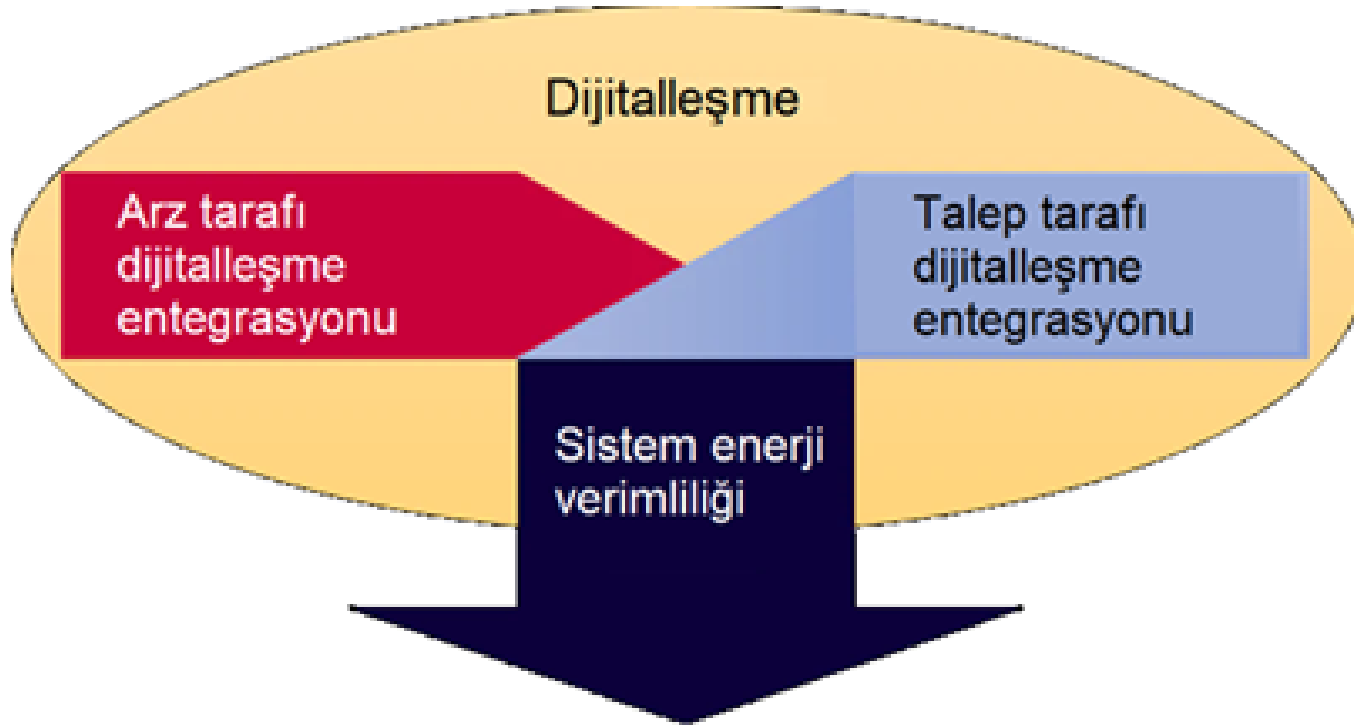 Dijitalleşme
Arz tarafı
dijitalleşme
entegrasyonu
Talep tarafı
dijitalleşme
entegrasyonu
Sistem enerji
verimliliği